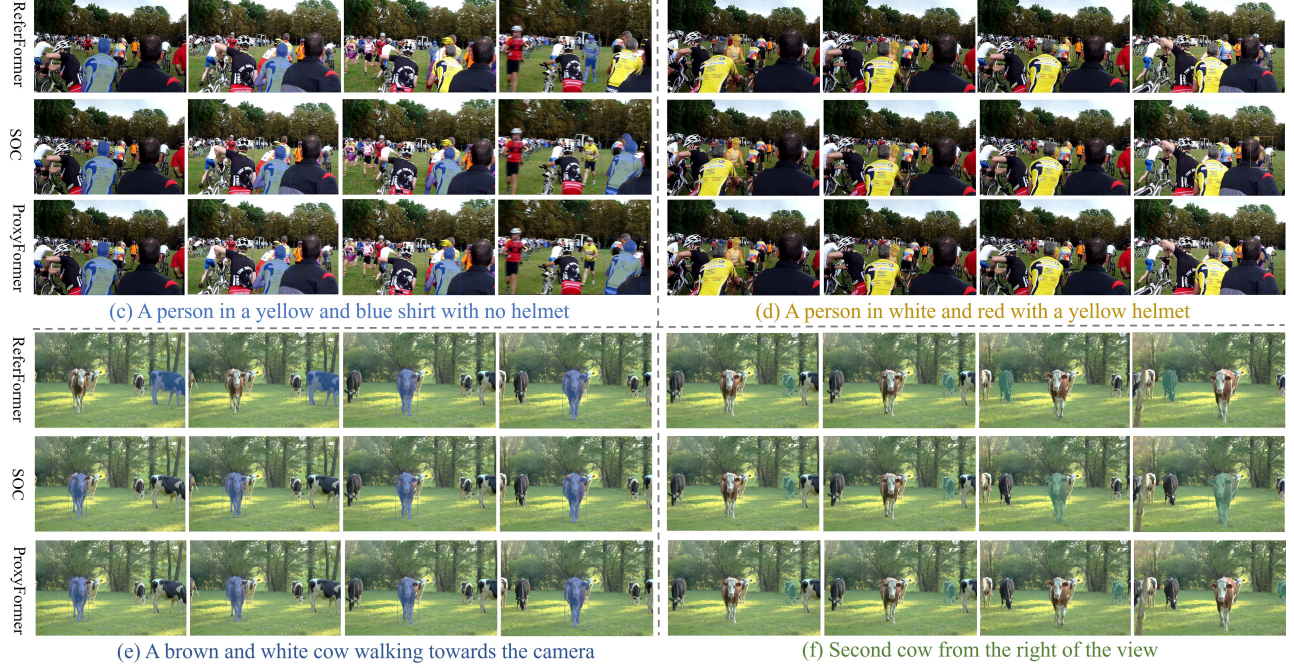 ReferFormer
SOC
ProxyFormer
(c) A person in a yellow and blue shirt with no helmet
(d) A person in white and red with a yellow helmet
ReferFormer
SOC
ProxyFormer
(e) A brown and white cow walking towards the camera
(f) Second cow from the right of the view